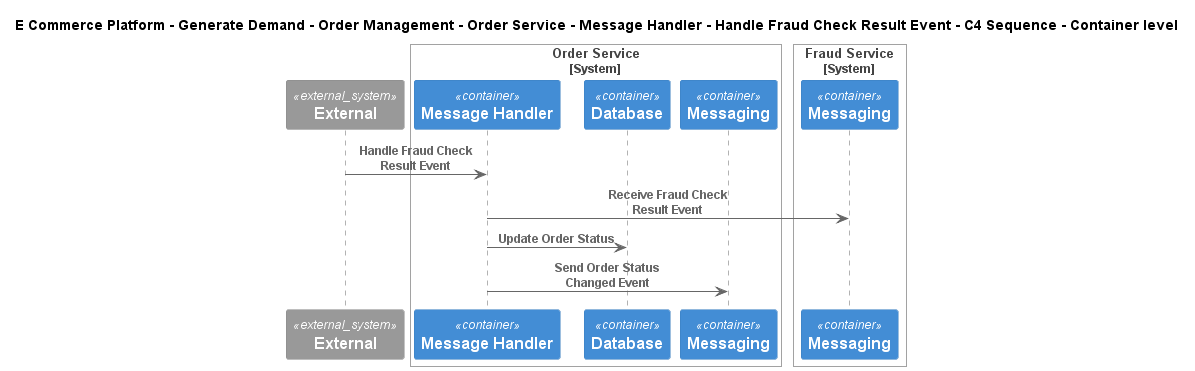 E Commerce Platform - Generate Demand - Order Management - Order Service - Message Handler - Handle Fraud Check Result Event - C4 Sequence - Container level
Order Service
[System]
Fraud Service
[System]
«external_system»
External
«container»
Message Handler
«container»
Database
«container»
Messaging
«container»
Messaging
Handle Fraud Check
Result Event
Receive Fraud Check
Result Event
Update Order Status
Send Order Status
Changed Event
«external_system»
External
«container»
Message Handler
«container»
Database
«container»
Messaging
«container»
Messaging